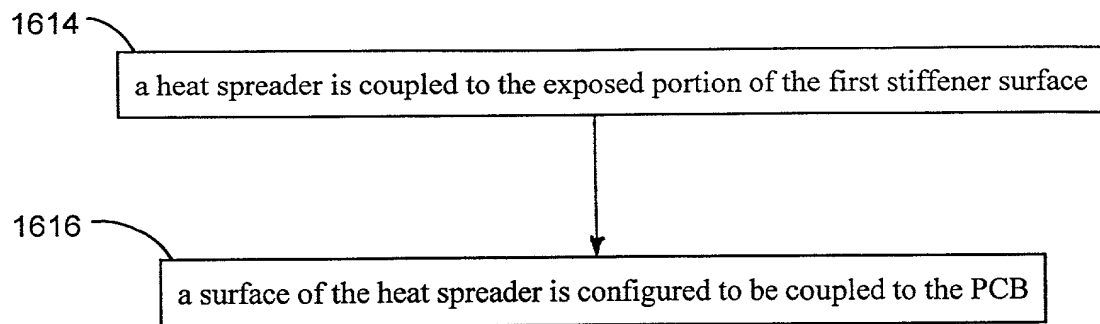 1614
a heat spreader is coupled to the exposed portion of the first stiffener surface
1616
a surface of the heat spreader is configured to be coupled to the PCB